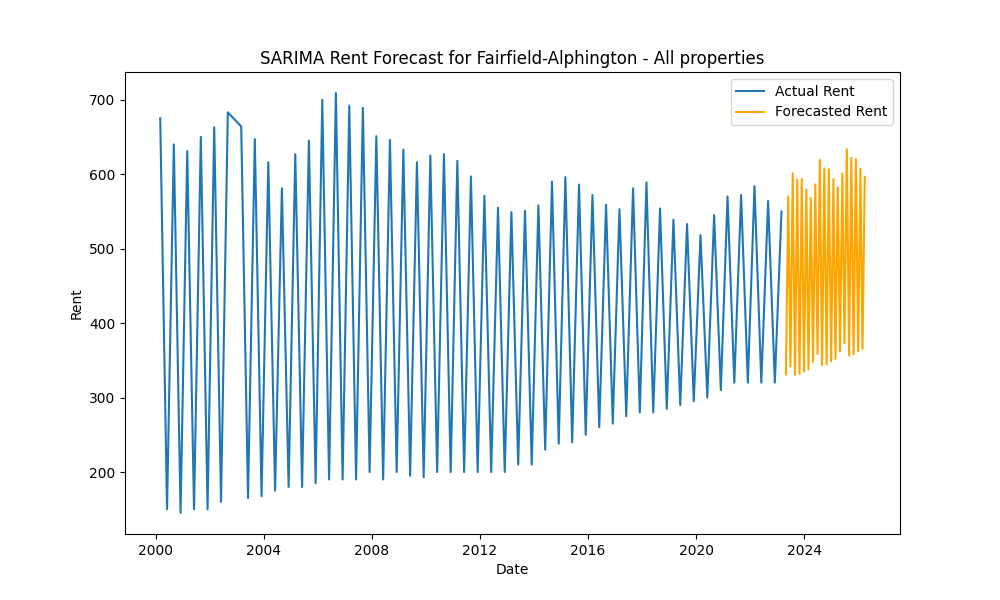 SARIMA Rent Forecast for Fairfield-Alphington - All properties
Actual Rent
Forecasted Rent
700
600
500
400
300
200
Rent
2000 2004 2008 2012 2016 2020 2024
Date